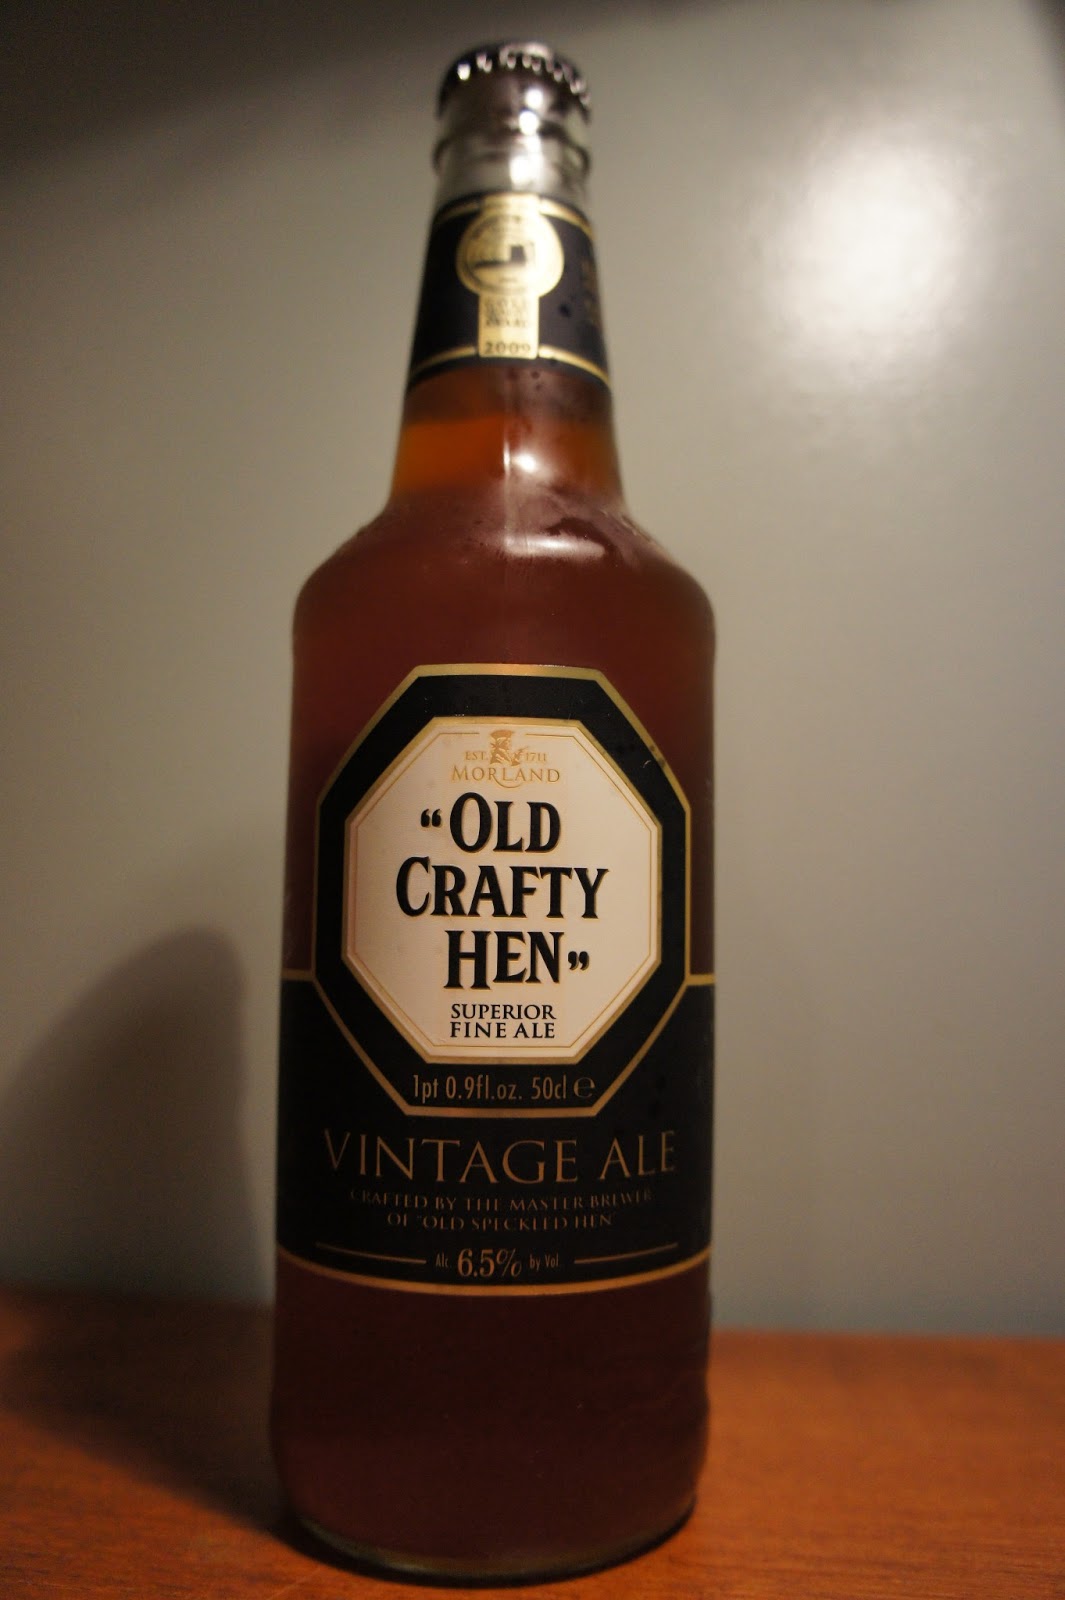 2009
EST. 1711
MORLAND
"OLD
CRAFTY
HEN"
SUPERIOR
FINE ALE
1pt 0.9fl.oz. 50cl ℮
VINTAGE ALE
CRAFTED BY THE MASTER BREWER
OF "OLD SPECKLED HEN"
Alc. 6.5% by Vol.